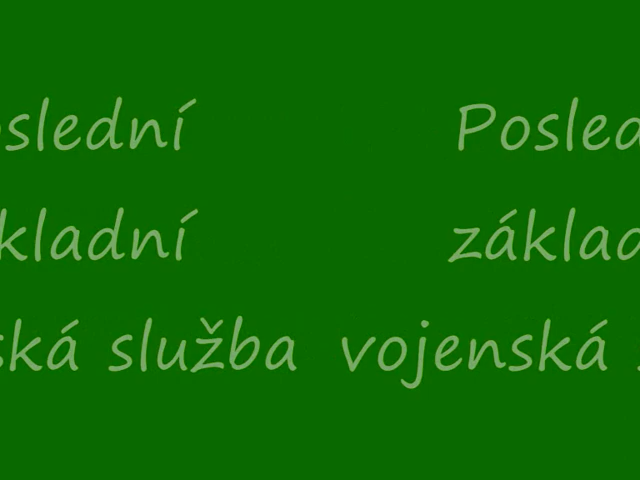 oslední Posled
kladní základ
ská služba vojenská